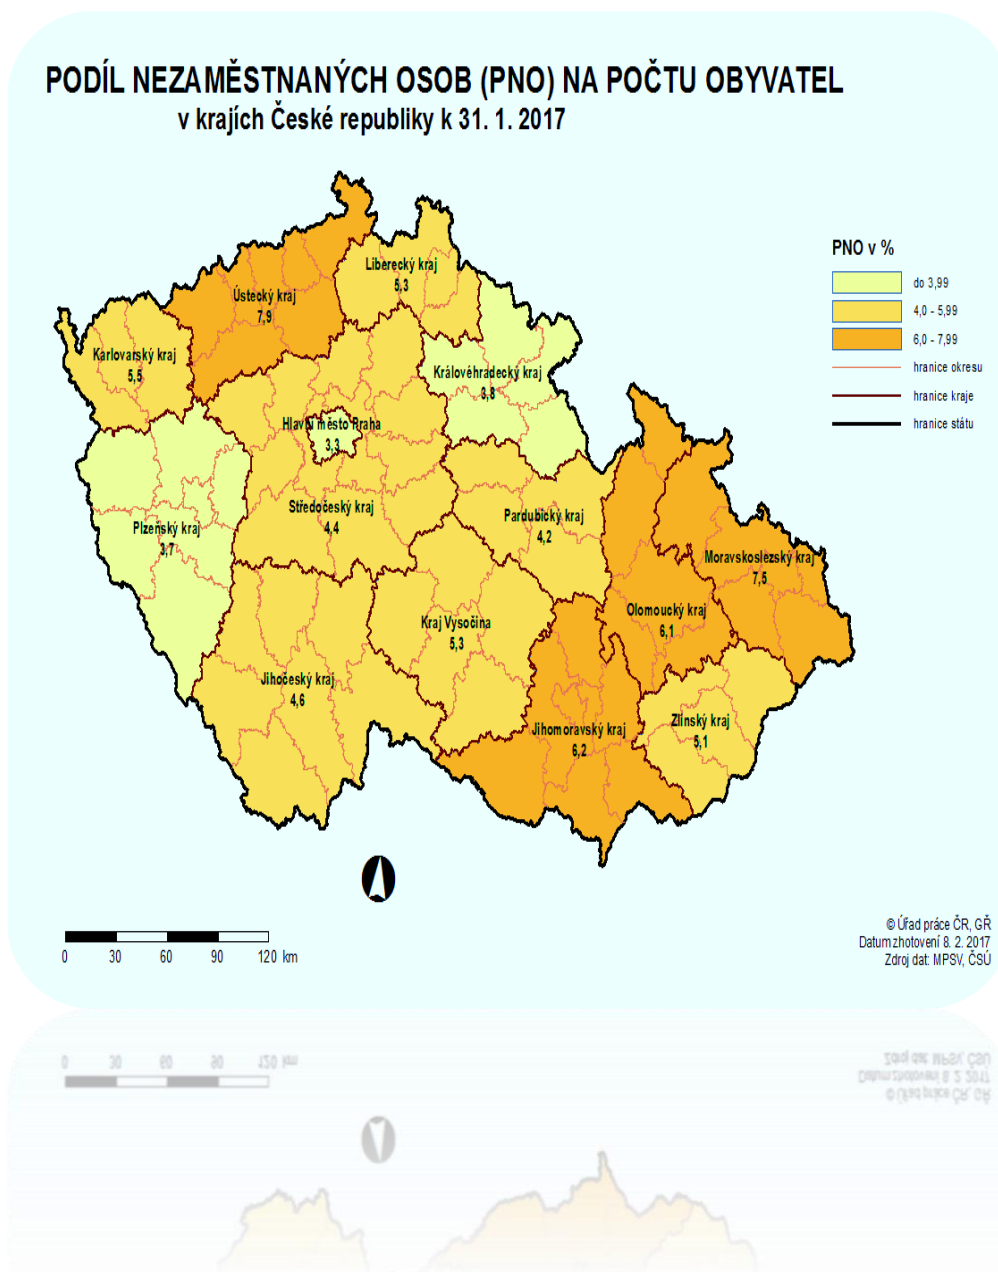 PODÍL NEZAMĚSTNANÝCH OSOB (PNO) NA POČTU OBYVATEL
v krajích České republiky k 31. 1. 2017
PNO v %
do 3,99
4,0 - 5,99
6,0 - 7,99
hranice okresu
hranice kraje
hranice státu
Liberecký kraj
5,3
Ústecký kraj
7,9
Karlovarský kraj
5,5
Královéhradecký kraj
3,8
Hlavní město Praha
3,3
Středočeský kraj
4,4
Pardubický kraj
4,2
Plzeňský kraj
3,7
Moravskoslezský kraj
7,5
Olomoucký kraj
6,1
Kraj Vysočina
5,3
Jihočeský kraj
4,6
Zlínský kraj
5,1
Jihomoravský kraj
6,2
0 30 60 90 120 km
© Úřad práce ČR, GŘ
Datum zhotovení 8. 2. 2017
Zdroj dat: MPSV, ČSÚ